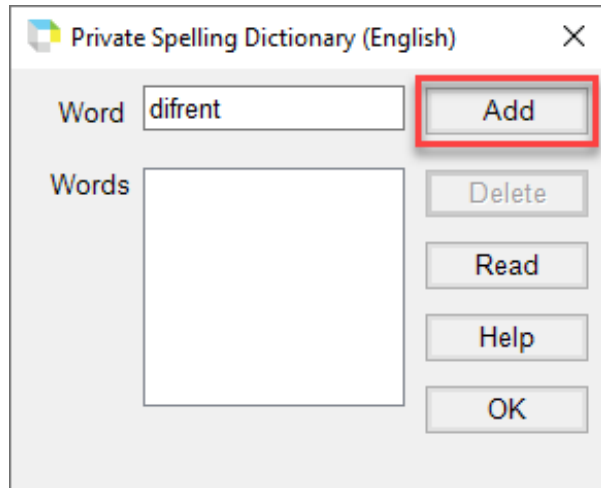 Private Spelling Dictionary (English)
Word difrent Add
Words Delete
Read
Help
OK